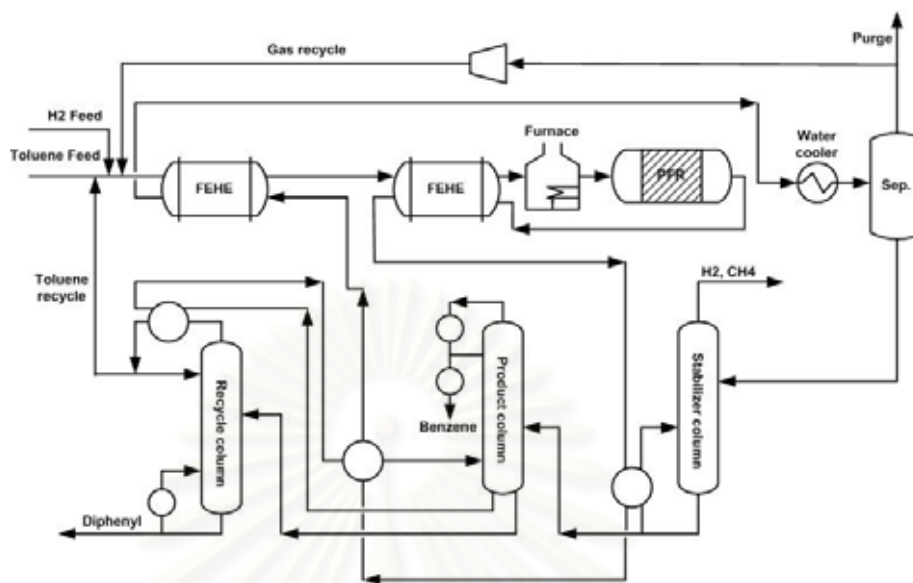 Gas recycle
Purge
H2 Feed
Toluene Feed
Furnace
Water
cooler
FEHE
FEHE
PFR
Sep.
Toluene
recycle
H2, CH4
Recycle column
Product column
Stabilizer column
Benzene
Diphenyl